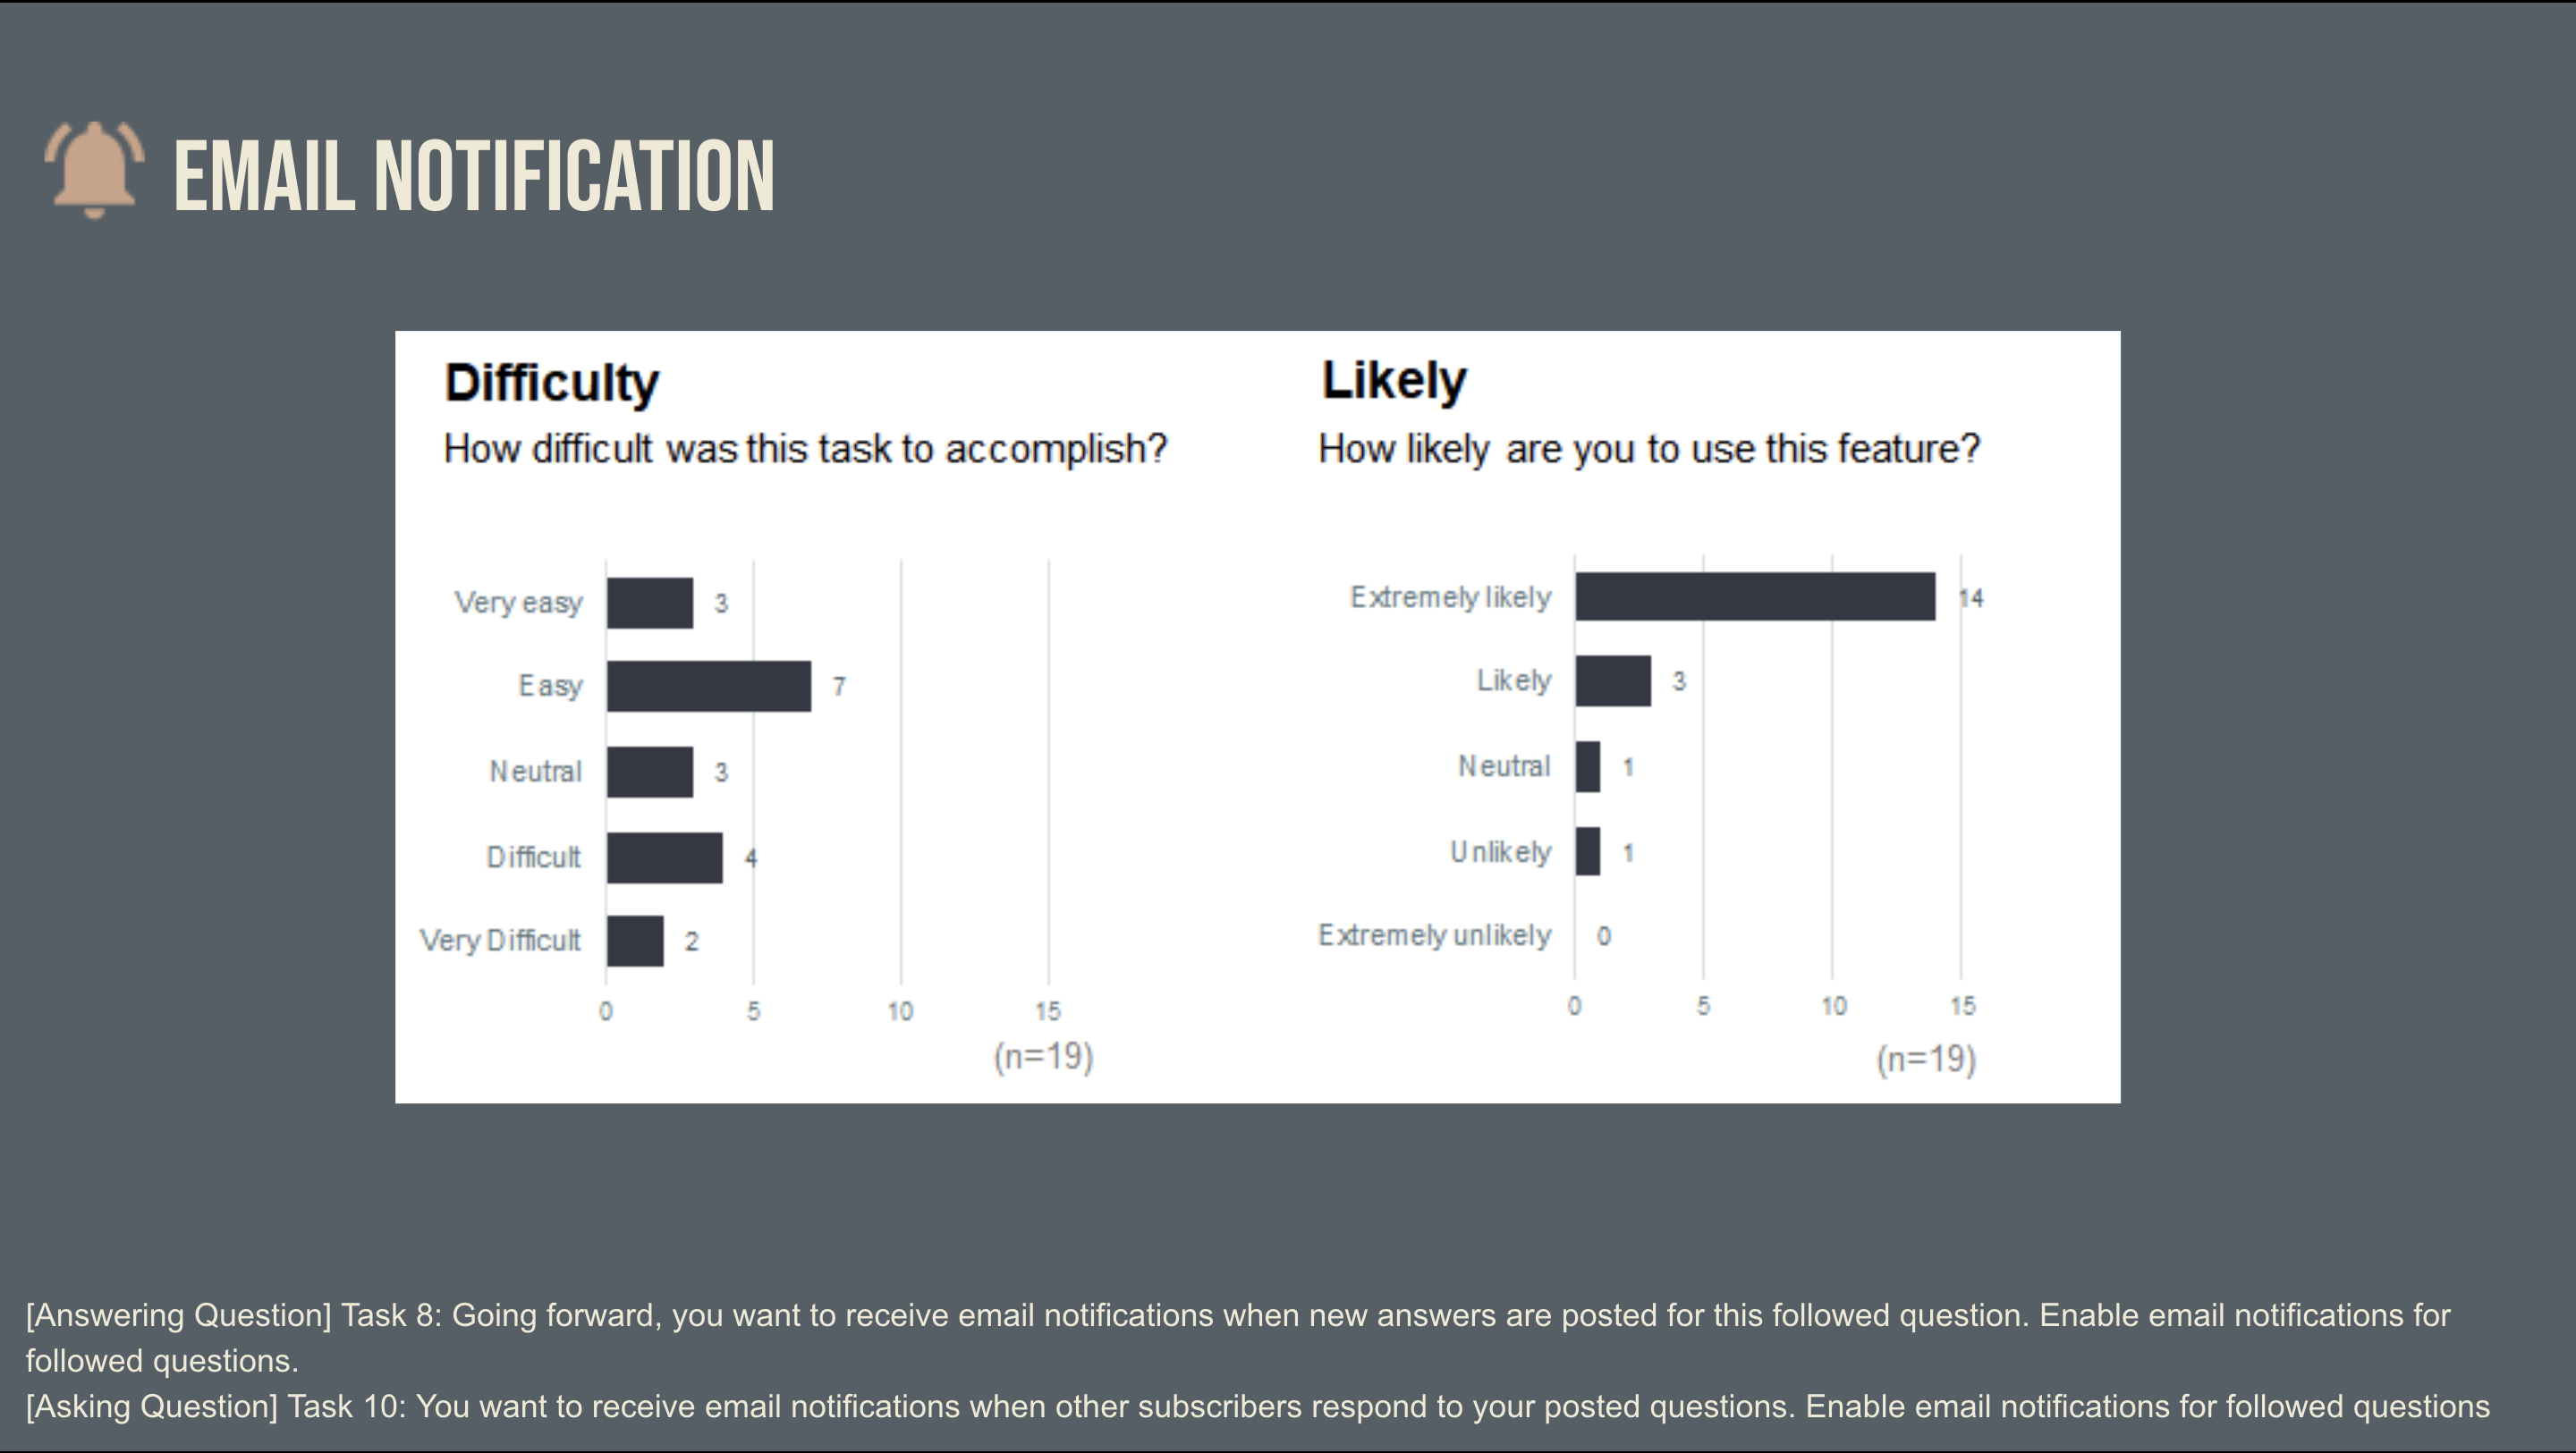 EMAIL NOTIFICATION
Difficulty
How difficult was this task to accomplish?
Very easy 3
Easy 7
Neutral 3
Difficult 4
Very Difficult 2
0 5 10 15
(n=19)
Likely
How likely are you to use this feature?
Extremely likely 14
Likely 3
Neutral 1
Unlikely 1
Extremely unlikely 0
0 5 10 15
(n=19)
[Answering Question] Task 8: Going forward, you want to receive email notifications when new answers are posted for this followed question. Enable email notifications for
followed questions.
[Asking Question] Task 10: You want to receive email notifications when other subscribers respond to your posted questions. Enable email notifications for followed questions